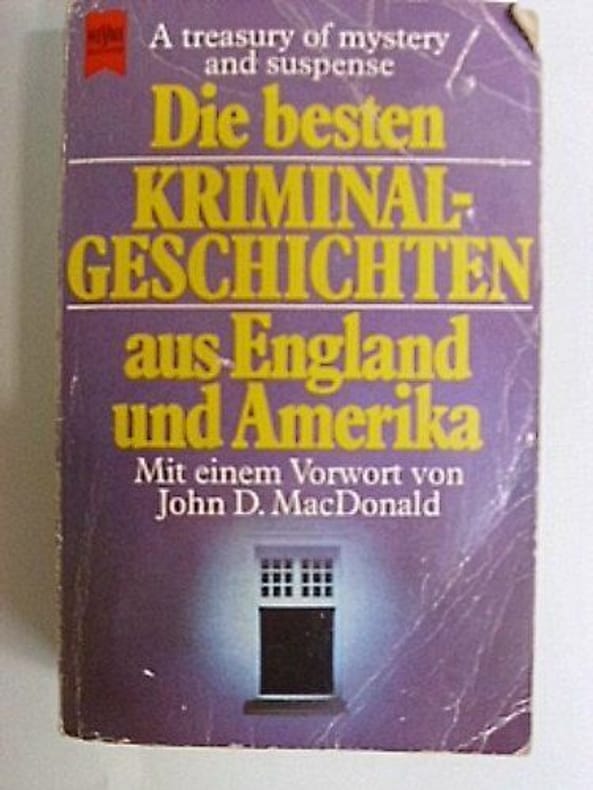 A treasury of mystery
and suspense
Die besten
KRIMINAL-
GESCHICHTEN
aus England
und Amerika
Mit einem Vorwort von
John D. MacDonald